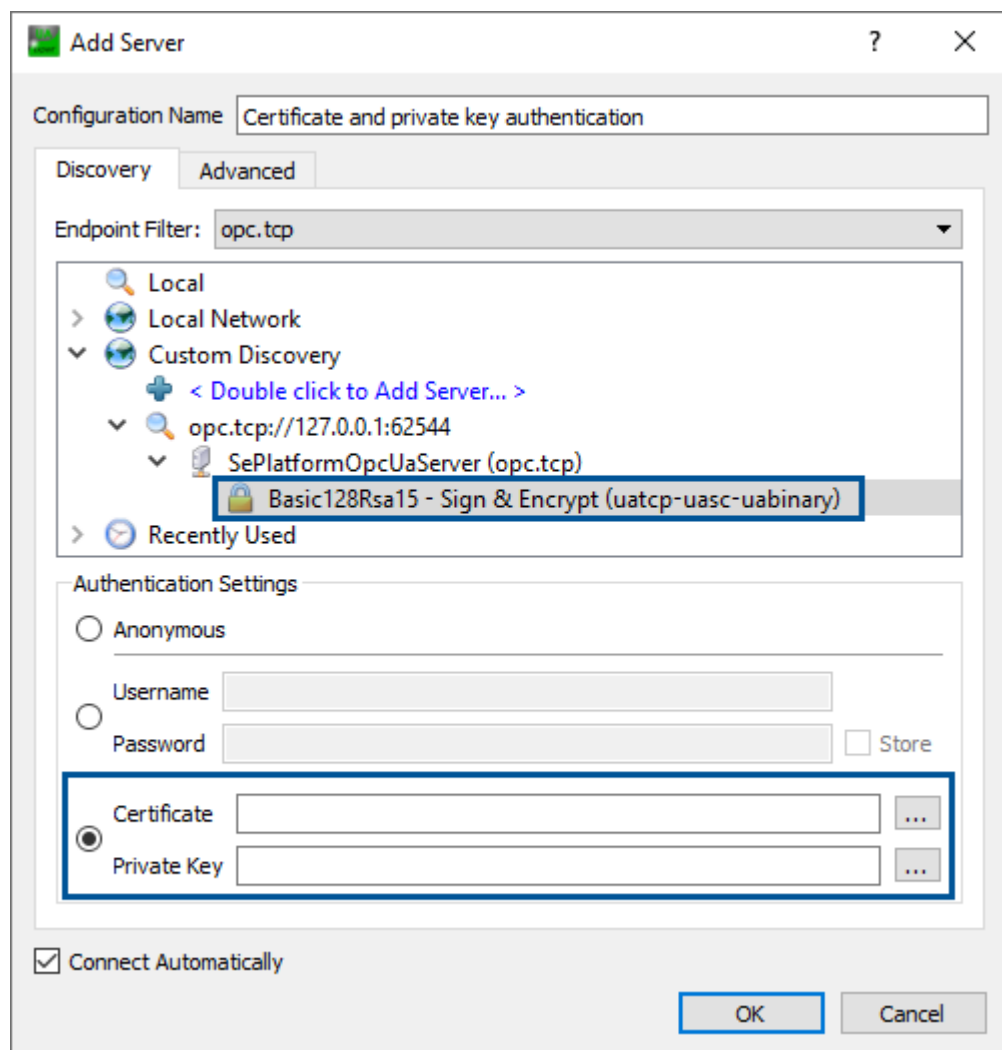 Add Server
?
Configuration Name Certificate and private key authentication
Discovery Advanced
Endpoint Filter: opc.tcp
Local
Local Network
Custom Discovery
< Double click to Add Server... >
opc.tcp://127.0.0.1:62544
SePlatformOpcUaServer (opc.tcp)
Basic128Rsa15 - Sign & Encrypt (uatcp-uasc-uabinary)
Recently Used
Authentication Settings
Anonymous
Username
Password Store
Certificate ...
Private Key ...
Connect Automatically
OK Cancel